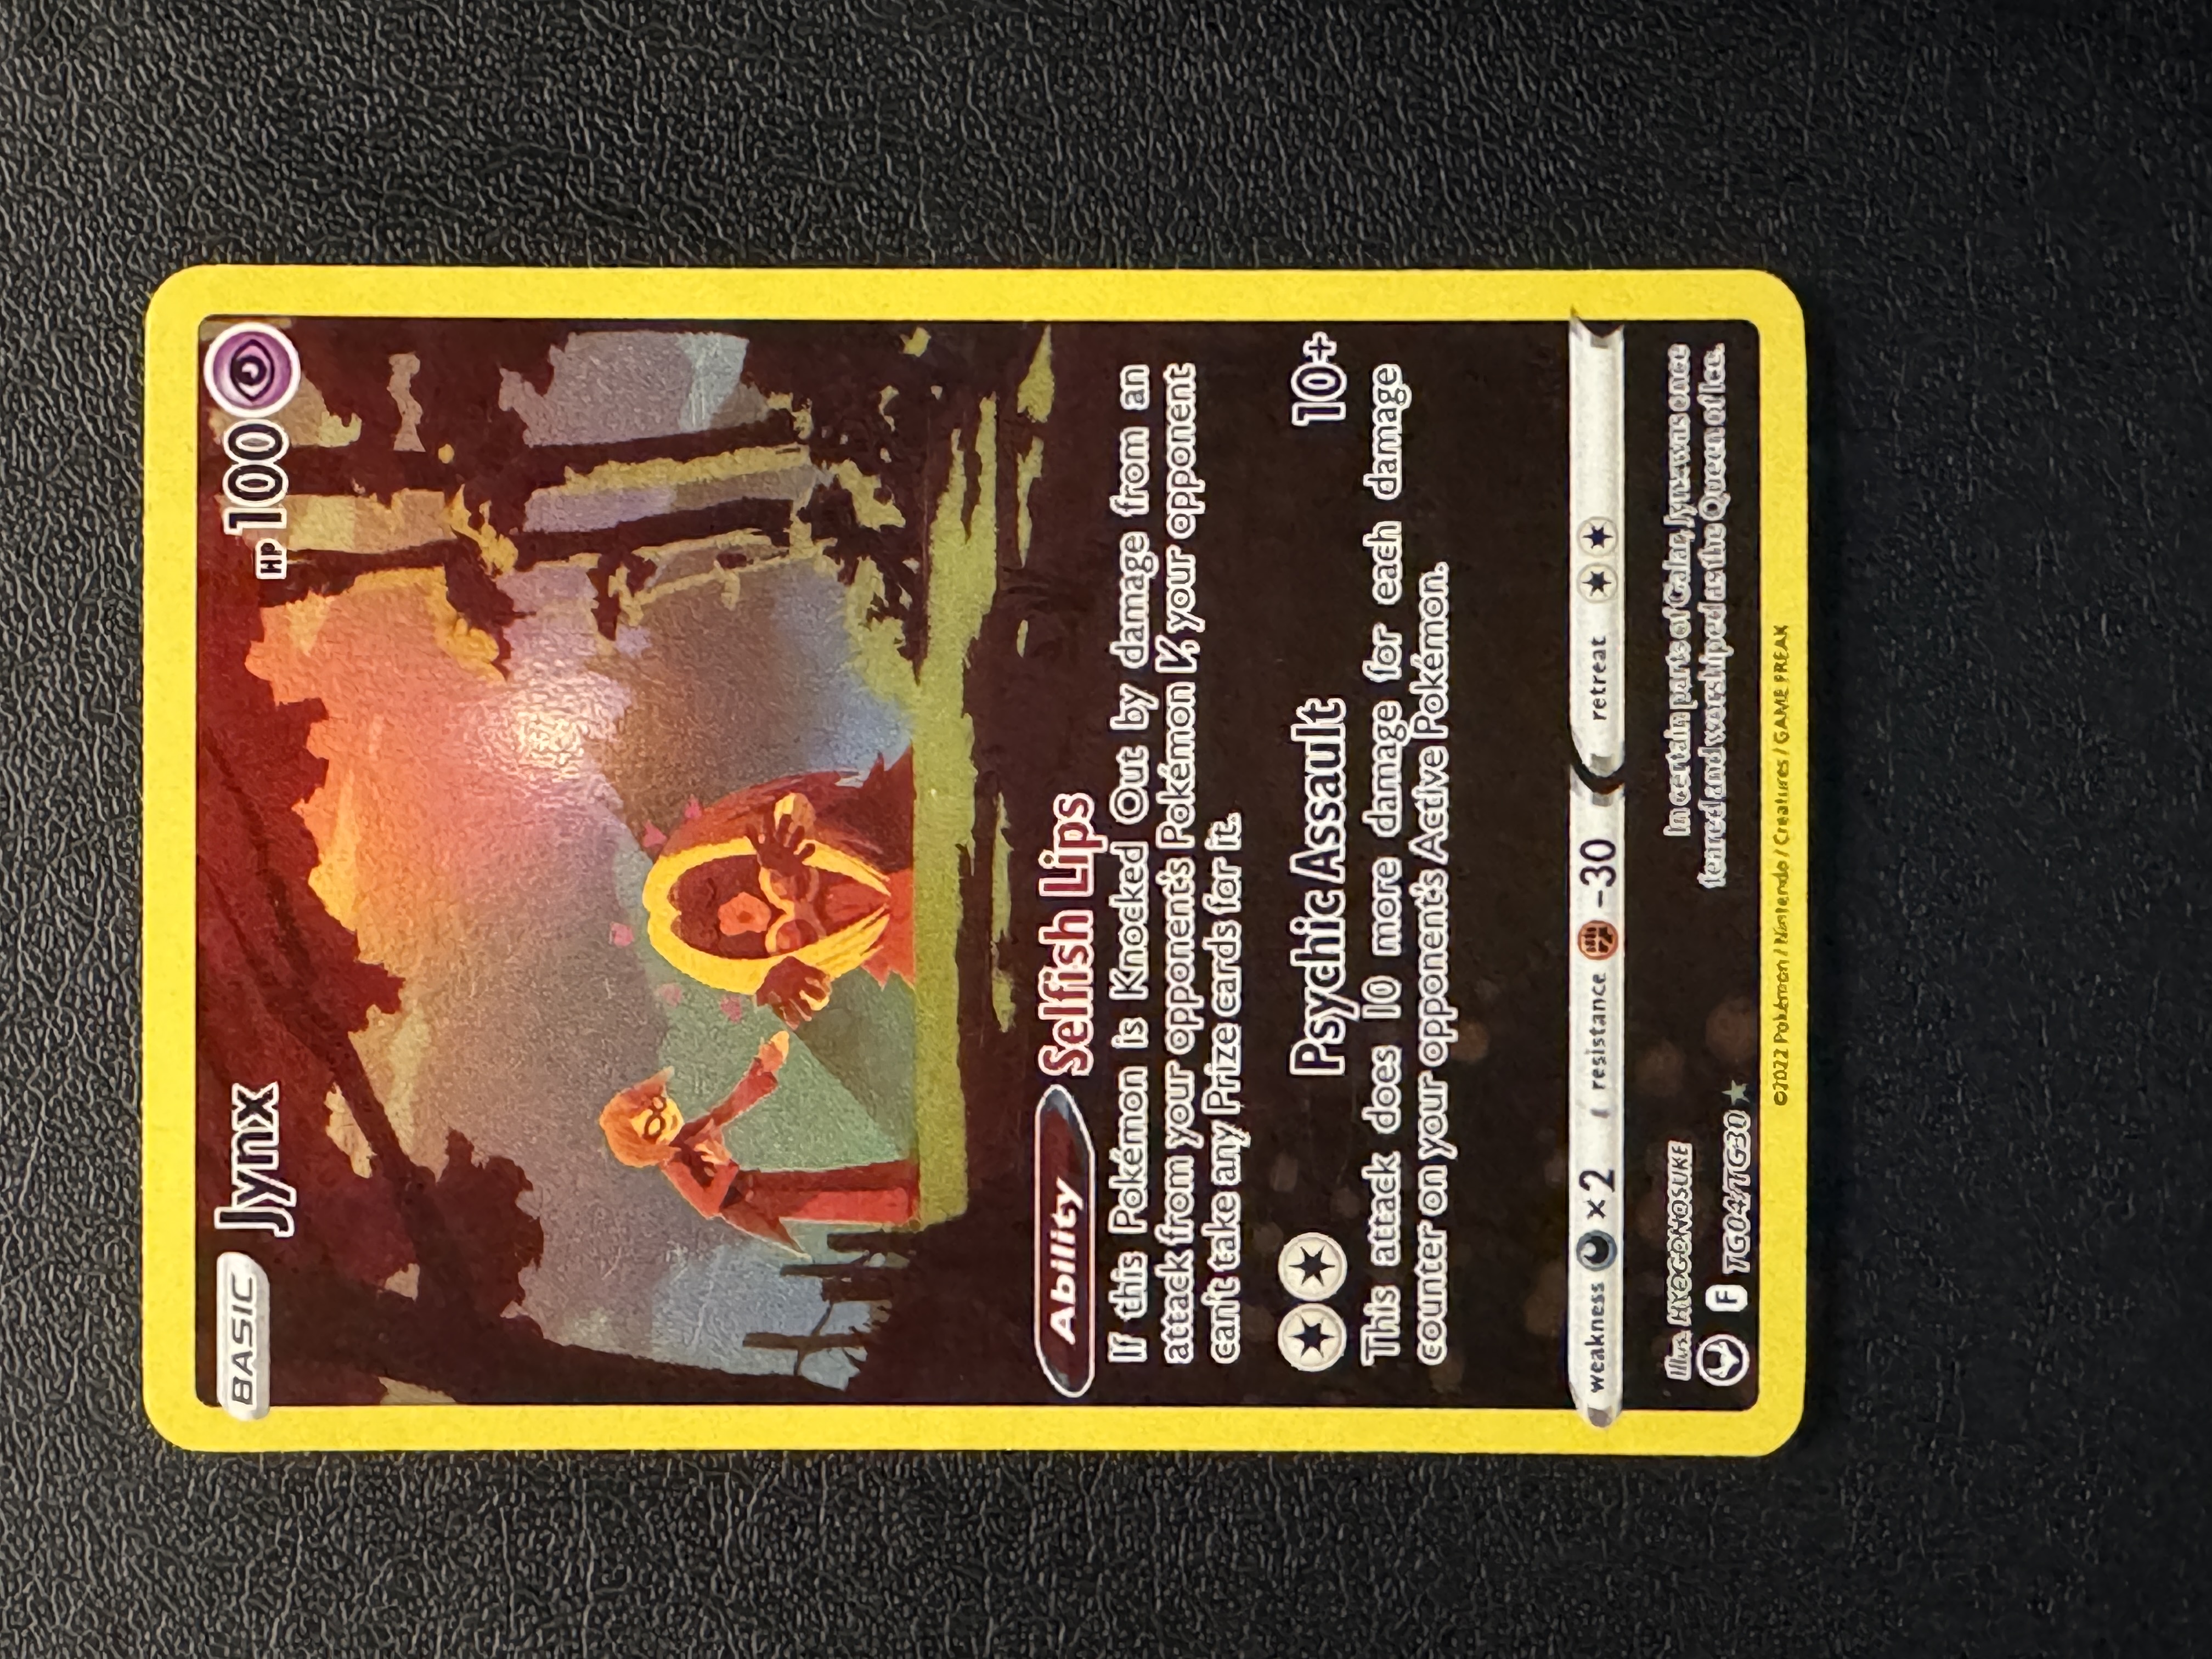 BASIC Jynx HP 100
Ability Selfish Lips
If this Pokémon is Knocked Out by damage from an
attack from your opponent's Pokémon V, your opponent
can't take any Prize cards for it.
Psychic Assault 10+
This attack does 10 more damage for each damage
counter on your opponent's Active Pokémon.
weakness ×2 resistance -30 retreat
Illus. HYOGONOSUKE
F TG04/TG30
In certain parts of Galar, Jynx was once
feared and worshiped as the Queen of Ice.
©2022 Pokémon / Nintendo / Creatures / GAME FREAK